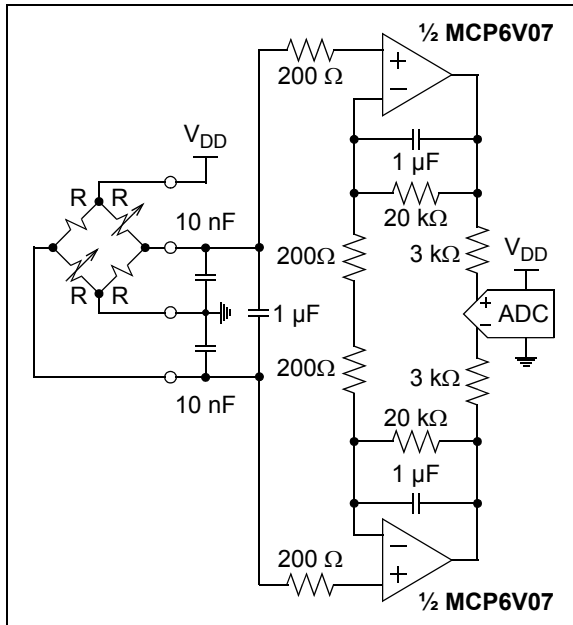 ½ MCP6V07
+
−
200 Ω
V_DD
1 µF
R R
10 nF
20 kΩ
200Ω
3 kΩ
V_DD
+
−
ADC
1 µF
R R
200Ω
3 kΩ
10 nF
20 kΩ
1 µF
200 Ω
−
+
½ MCP6V07